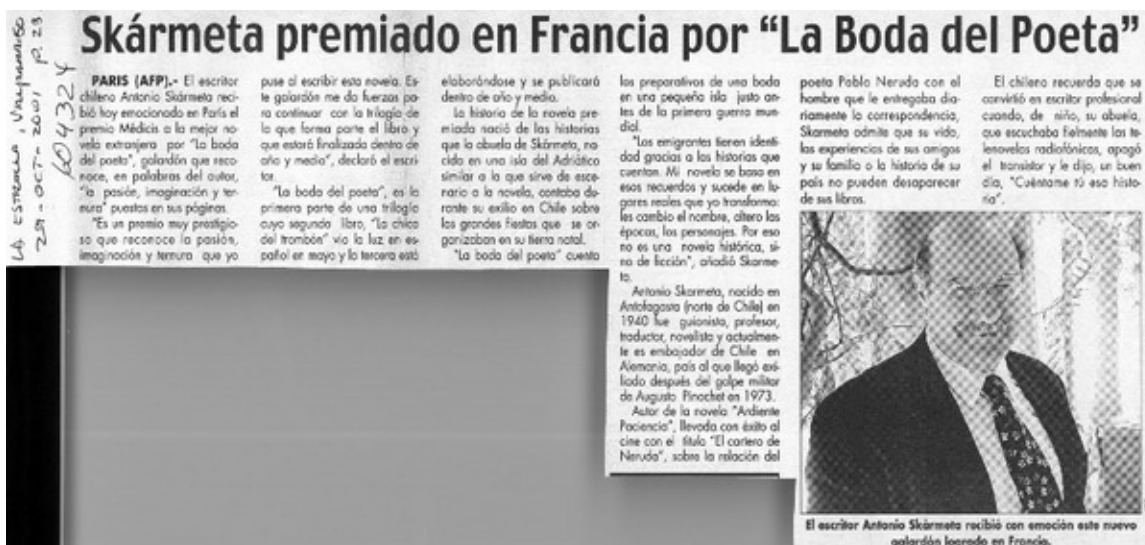 Skármeta premiado en Francia por "La Boda del Poeta"
LA ESTRELLA, Valparaíso
29-OCT-2001 P. 23
604324
PARIS (AFP).- El escritor
chileno Antonio Skármeta reci-
bió hoy emocionado en París el
premio Médicis a la mejor no-
vela extranjera por "La boda
del poeta", galardón que reco-
noce, en palabras del autor,
"la pasión, imaginación y ter-
nura" puestas en sus páginas.
"Es un premio muy prestigio-
so que reconoce la pasión,
imaginación y ternura que yo
puse al escribir esta novela. Es-
te galardón me da fuerzas pa-
ra continuar con la trilogía de
la que forma parte el libro y
que estará finalizada dentro de
año y medio", declaró el escri-
tor.
"La boda del poeta", es la
primera parte de una trilogía
cuyo segundo libro, "La chica
del trombón" vio la luz en es-
pañol en mayo y la tercera está
elaborándose y se publicará
dentro de año y medio.
La historia de la novela pre-
miada nació de las historias
que la abuela de Skármeta, na-
cida en una isla del Adriático
similar a la que sirve de esce-
nario a la novela, contaba du-
rante su exilio en Chile sobre
las grandes fiestas que se or-
ganizaban en su tierra natal.
"La boda del poeta" cuenta
los preparativos de una boda
en una pequeña isla justo an-
tes de la primera guerra mun-
dial.
"Los emigrantes tienen identi-
dad gracias a las historias que
cuentan. Mi novela se basa en
esos recuerdos y sucede en lu-
gares reales que yo transformo:
les cambio el nombre, altero las
épocas, los personajes. Por eso
no es una novela histórica, si-
no de ficción", añadió Skarme-
ta.
Antonio Skarmeta, nacido en
Antofagasta (norte de Chile) en
1940 fue guionista, profesor,
traductor, novelista y actualmen-
te es embajador de Chile en
Alemania, país al que llegó exi-
liado después del golpe militar
de Augusto Pinochet en 1973.
Autor de la novela "Ardiente
Paciencia", llevada con éxito al
cine con el título "El cartero de
Neruda", sobre la relación del
poeta Pablo Neruda con el
hombre que le entregaba dia-
riamente la correspondencia,
Skarmeta admite que su vida,
las experiencias de sus amigos
y su familia o la historia de su
país no pueden desaparecer
de sus libros.
El chileno recuerda que se
convirtió en escritor profesional
cuando, de niño, su abuela,
que escuchaba fielmente las te-
lenovelas radiofónicas, apagó
el transistor y le dijo, un buen
día, "Cuéntame tú esa histo-
ria".
El escritor Antonio Skármeta recibió con emoción este nuevo
galardón logrado en Francia.